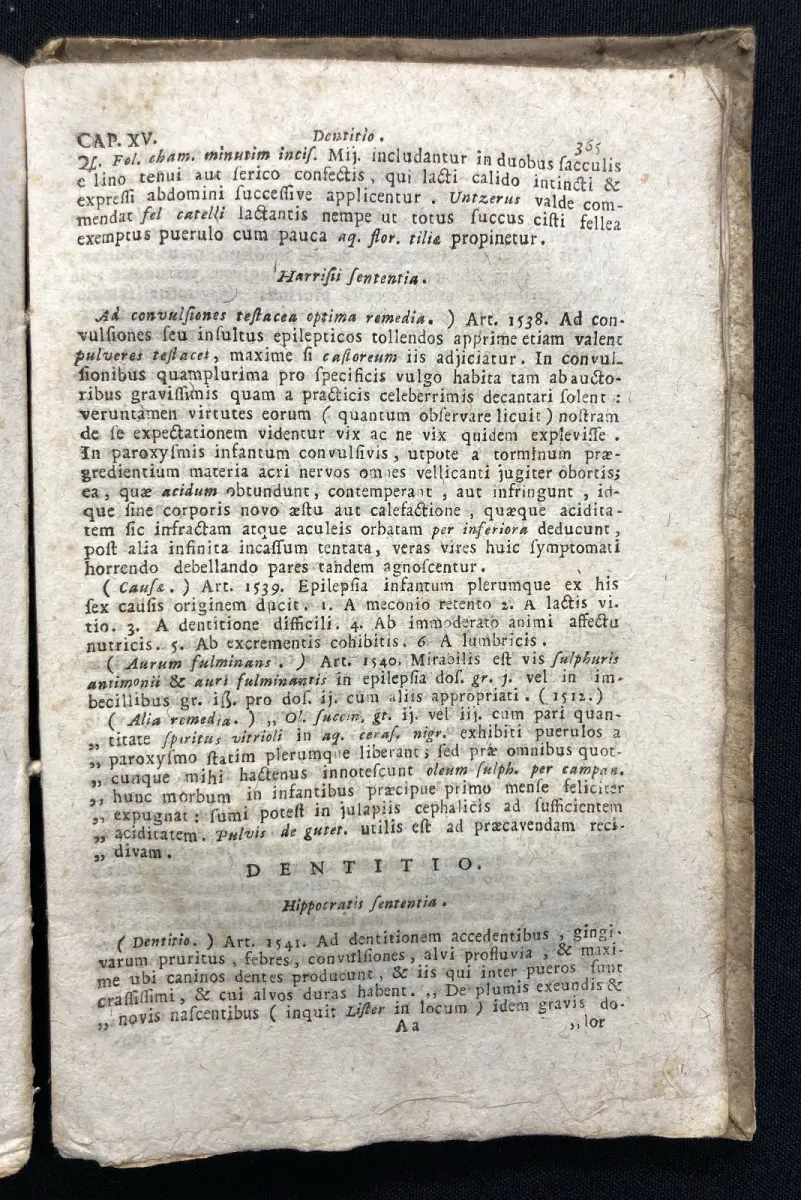 CAP. XV. Dentitio. 365
♃. Fol. cham. minutim inciſ. Mij. includantur in duobus ſacculis
e lino tenui aut ſerico confectis, qui lacti calido intincti &
expreſſi abdomini ſucceſſive applicentur. Untzerus valde com-
mendat fel catelli lactantis nempe ut totus ſuccus ciſti fellea
exemptus puerulo cum pauca aq. flor. tiliæ propinetur.
Harriſii ſententia.
Ad convulſiones teſtacea optima remedia. ) Art. 1538. Ad con-
vulſiones ſeu inſultus epilepticos tollendos apprime etiam valent
pulveres teſtacei, maxime ſi caſtoreum iis adjiciatur. In convul-
ſionibus quamplurima pro ſpecificis vulgo habita tam ab aucto-
ribus graviſſimis quam a practicis celeberrimis decantari ſolent :
veruntamen virtutes eorum ( quantum obſervare licuit ) noſtram
de ſe expectationem videntur vix ac ne vix quidem expleviſſe .
In paroxyſmis infantum convulſivis, utpote a torminum præ-
gredientium materia acri nervos omnes vellicanti jugiter obortis;
ea, quæ acidum obtundunt, contemperant, aut infringunt, id-
que ſine corporis novo æſtu aut calefactione, quæque acidita-
tem ſic infractam atque aculeis orbatam per inferiora deducunt,
poſt alia infinita incaſſum tentata, veras vires huic ſymptomati
horrendo debellando pares tandem agnoſcentur.
( Cauſæ. ) Art. 1539. Epilepſia infantum plerumque ex his
ſex cauſis originem ducit. 1. A meconio retento 2. A lactis vi-
tio. 3. A dentitione difficili. 4. Ab immoderato animi affectu
nutricis. 5. Ab excrementis cohibitis. 6 A lumbricis.
( Aurum fulminans. ) Art. 1540. Mirabilis eſt vis ſulphuris
antimonii & auri fulminantis in epilepſia doſ. gr. j. vel in im-
becillibus gr. iß. pro doſ. ij. cum aliis appropriati. ( 1512.)
( Alia remedia. ) ,, Ol. ſuccin. gt. ij. vel iij. cum pari quan-
,, titate ſpiritus vitrioli in aq. ceraſ. nigr. exhibiti puerulos a
,, paroxyſmo ſtatim plerumque liberant; ſed præ omnibus quot-
,, cunque mihi hactenus innoteſcunt oleum ſulph. per campan.
,, hunc morbum in infantibus præcipue primo menſe feliciter
,, expugnat: ſumi poteſt in julapiis cephalicis ad ſufficientem
,, aciditatem. Pulvis de gutet. utilis eſt ad præcavendam reci-
,, divam.
DENTITIO.
Hippocratis ſententia.
( Dentitio. ) Art. 1541. Ad dentitionem accedentibus, gingi-
varum pruritus, febres, convulſiones, alvi profluvia, & maxi-
me ubi caninos dentes producunt, & iis qui inter pueros ſunt
craſſiſſimi, & cui alvos duras habent. ,, De plumis exeundis &
,, novis naſcentibus ( inquit Liſter in locum ) idem gravis do-
Aa ,, lor